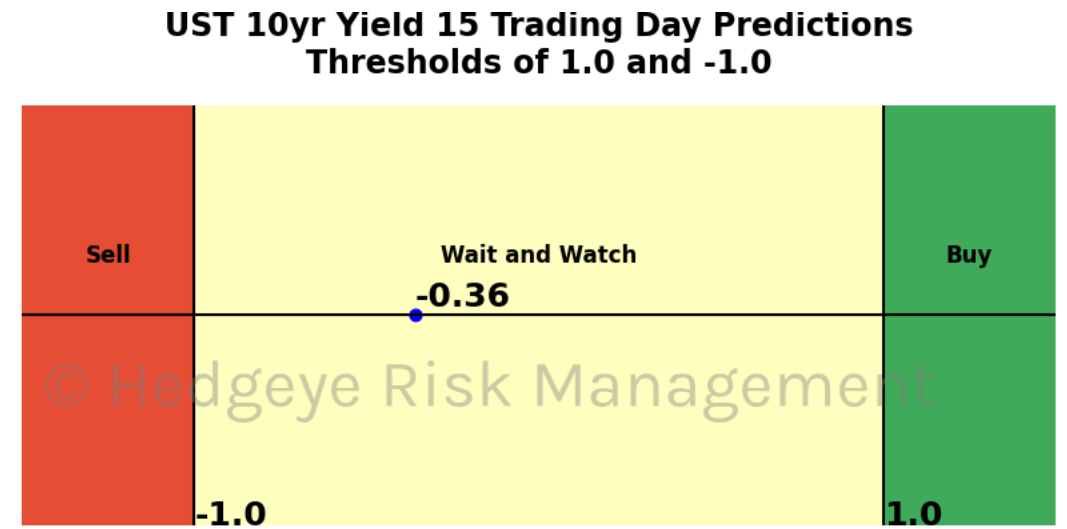 UST 10yr Yield 15 Trading Day Predictions
Thresholds of 1.0 and -1.0
Sell
Wait and Watch
Buy
-0.36
© Hedgeye Risk Management
-1.0
1.0